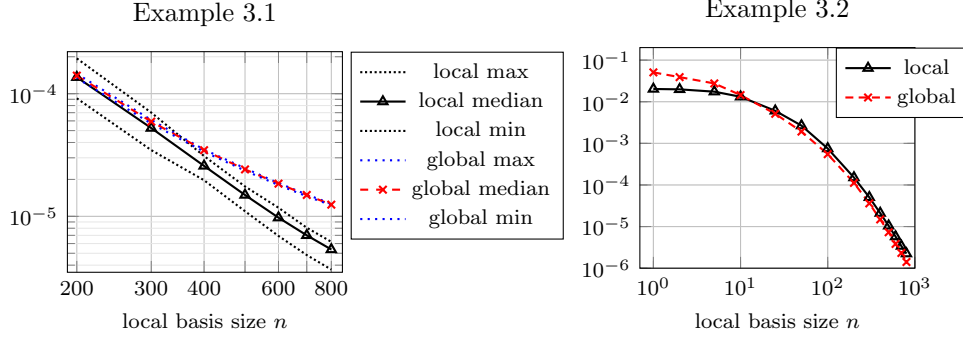 Example 3.1
10^{-4}
10^{-5}
200
300
400
600
800
local basis size n
local max
local median
local min
global max
global median
global min
Example 3.2
10^{-1}
10^{-2}
10^{-3}
10^{-4}
10^{-5}
10^{-6}
10^0
10^1
10^2
10^3
local basis size n
local
global